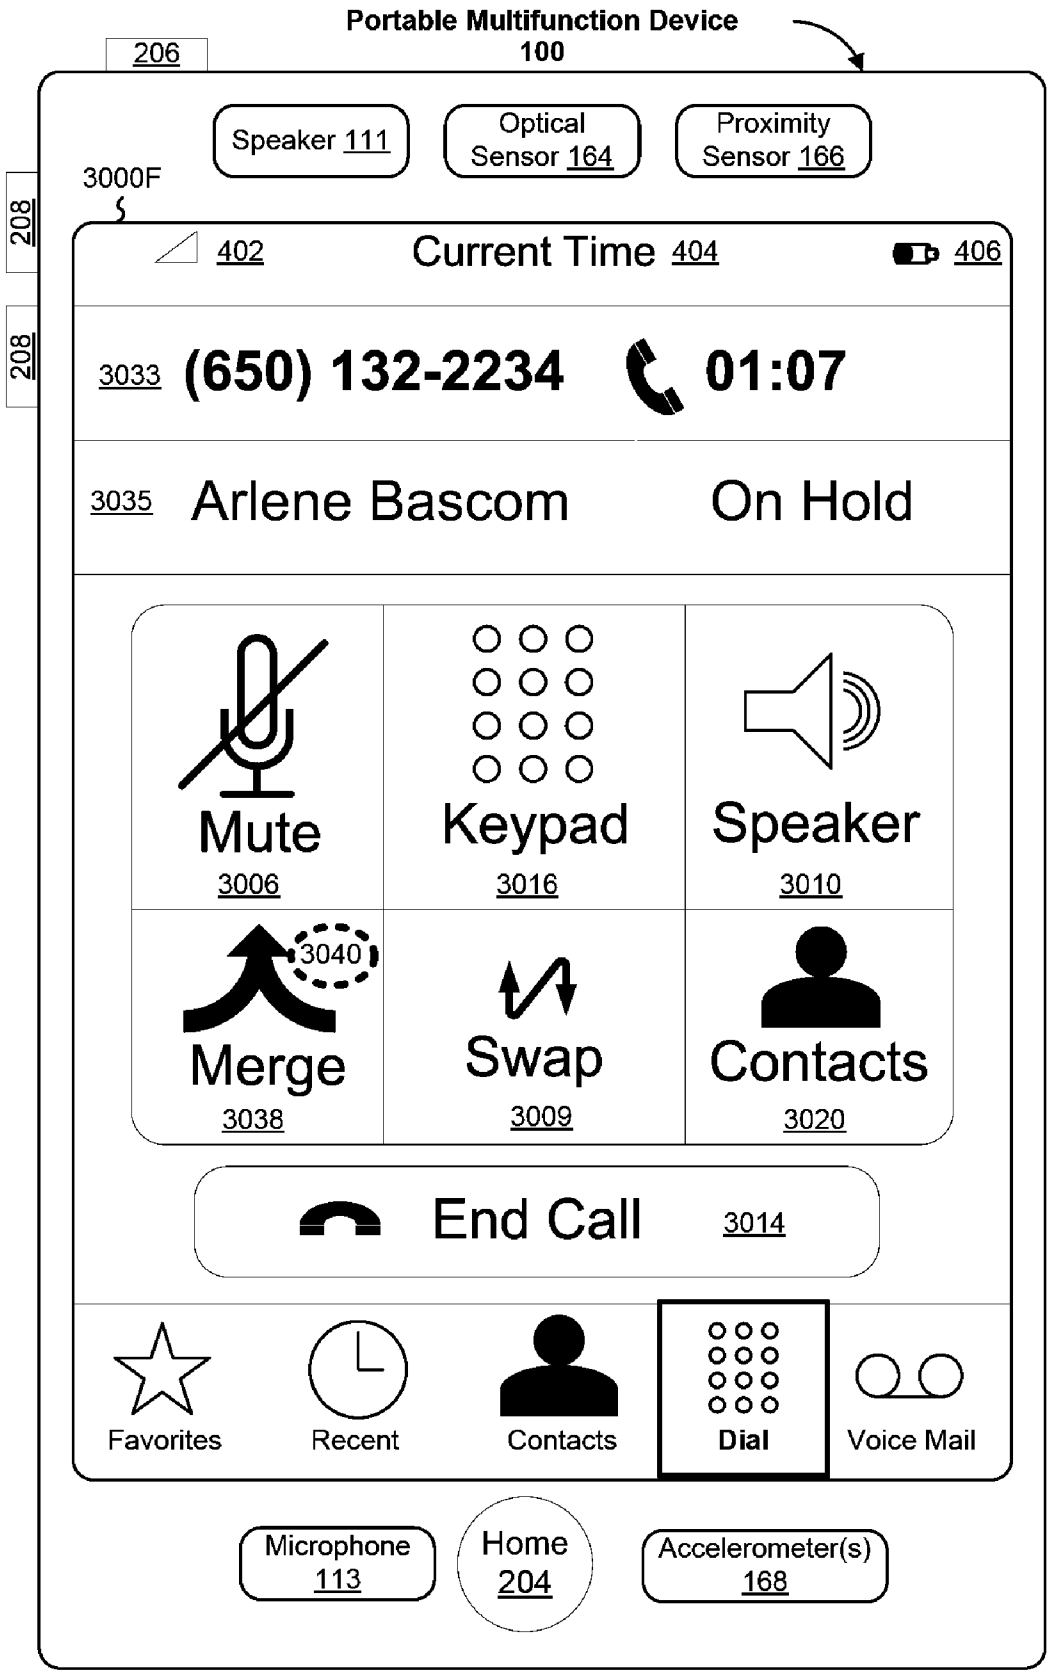 Portable Multifunction Device
100
206
Speaker 111
Optical
Sensor 164
Proximity
Sensor 166
3000F
208
208
402
Current Time 404
406
3033 (650) 132-2234 01:07
3035 Arlene Bascom On Hold
Mute
3006
Keypad
3016
Speaker
3010
3040
Merge
3038
Swap
3009
Contacts
3020
End Call 3014
Favorites
Recent
Contacts
Dial
Voice Mail
Microphone
113
Home
204
Accelerometer(s)
168